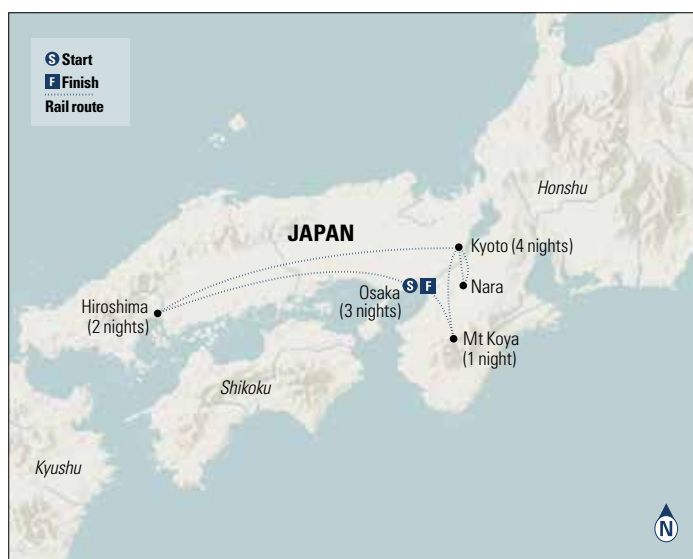 S Start
F Finish
Rail route
Honshu
JAPAN
Kyoto (4 nights)
S F
Osaka
(3 nights)
Nara
Hiroshima
(2 nights)
Mt Koya
(1 night)
Shikoku
Kyushu
N